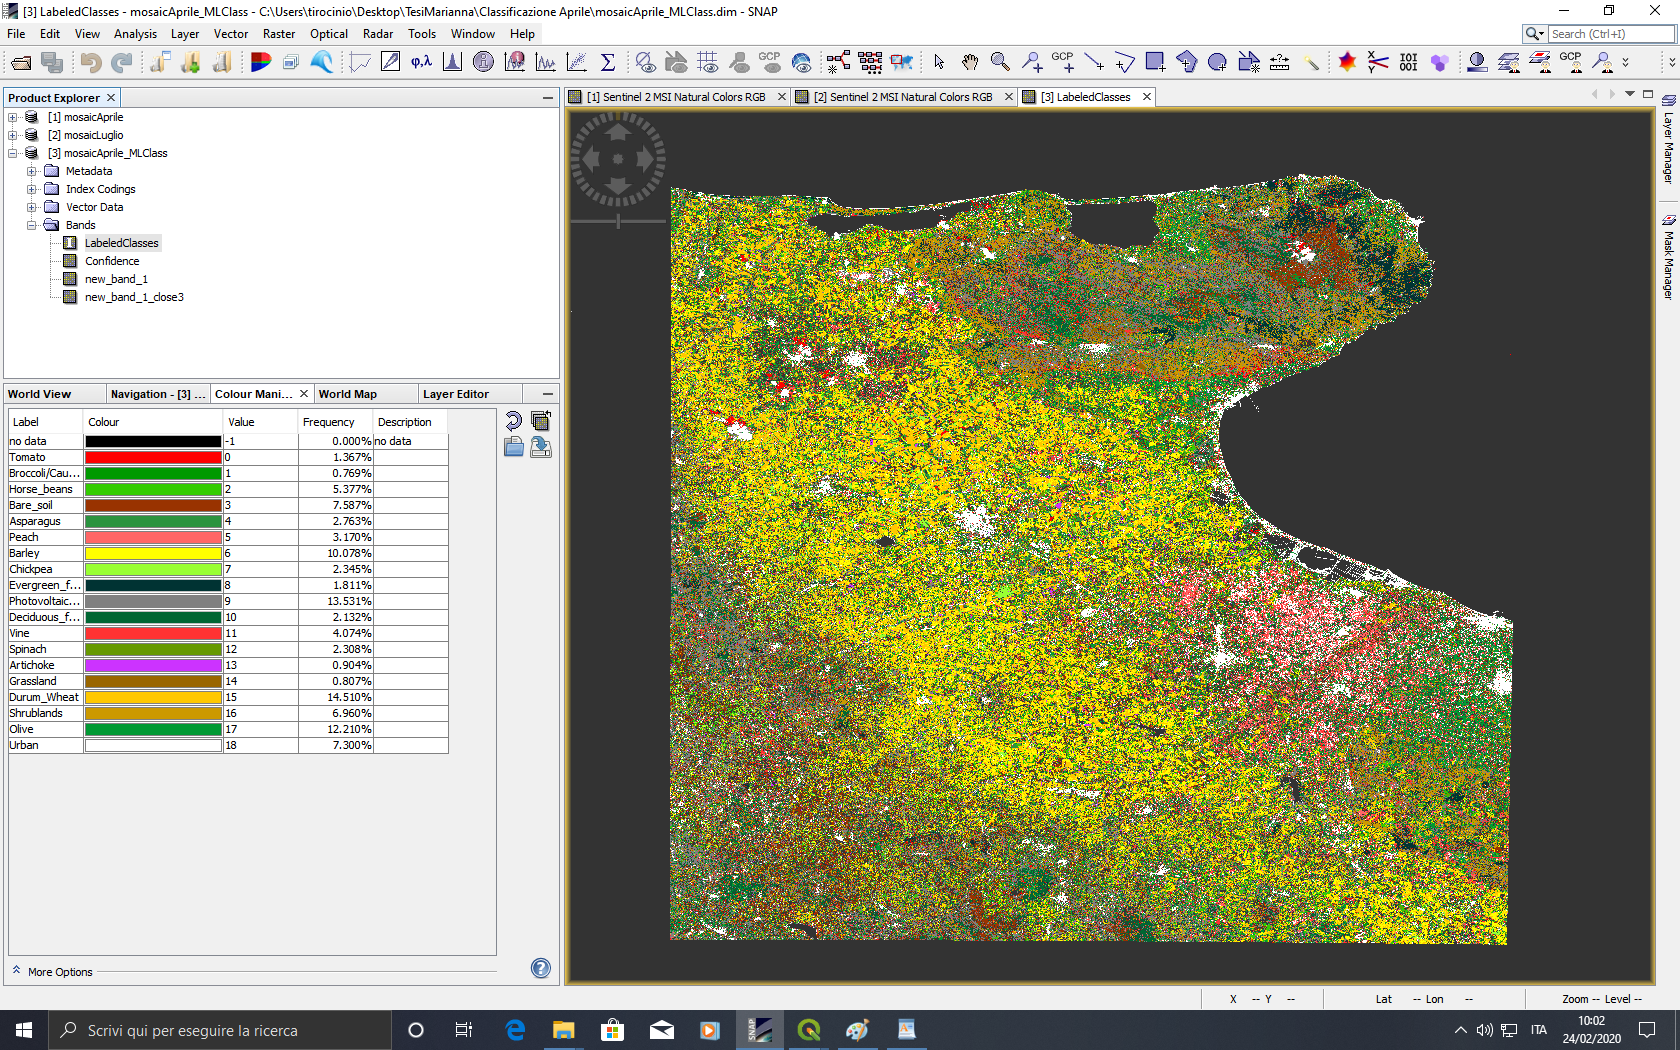 [3] LabeledClasses - mosaicAprile_MLClass - C:\Users\tirocinio\Desktop\TesiMarianna\Classificazione Aprile\mosaicAprile_MLClass.dim - SNAP
File Edit View Analysis Layer Vector Raster Optical Radar Tools Window Help
Search (Ctrl+I)
φ,λ Σ GCP GCP GCP
Product Explorer
[1] Sentinel 2 MSI Natural Colors RGB [2] Sentinel 2 MSI Natural Colors RGB [3] LabeledClasses
[1] mosaicAprile
[2] mosaicLuglio
[3] mosaicAprile_MLClass
Metadata
Index Codings
Vector Data
Bands
LabeledClasses
Confidence
new_band_1
new_band_1_close3
Layer Manager
Mask Manager
World View Navigation - [3] ... Colour Mani... World Map Layer Editor
Label Colour Value Frequency Description
no data -1 0.000% no data
Tomato 0 1.367%
Broccoli/Cau... 1 0.769%
Horse_beans 2 5.377%
Bare_soil 3 7.587%
Asparagus 4 2.763%
Peach 5 3.170%
Barley 6 10.078%
Chickpea 7 2.345%
Evergreen_f... 8 1.811%
Photovoltaic... 9 13.531%
Deciduous_f... 10 2.132%
Vine 11 4.074%
Spinach 12 2.308%
Artichoke 13 0.904%
Grassland 14 0.807%
Durum_Wheat 15 14.510%
Shrublands 16 6.960%
Olive 17 12.210%
Urban 18 7.300%
More Options
X -- Y -- Lat -- Lon -- Zoom -- Level --
Scrivi qui per eseguire la ricerca
SNAP
ITA
10:02
24/02/2020